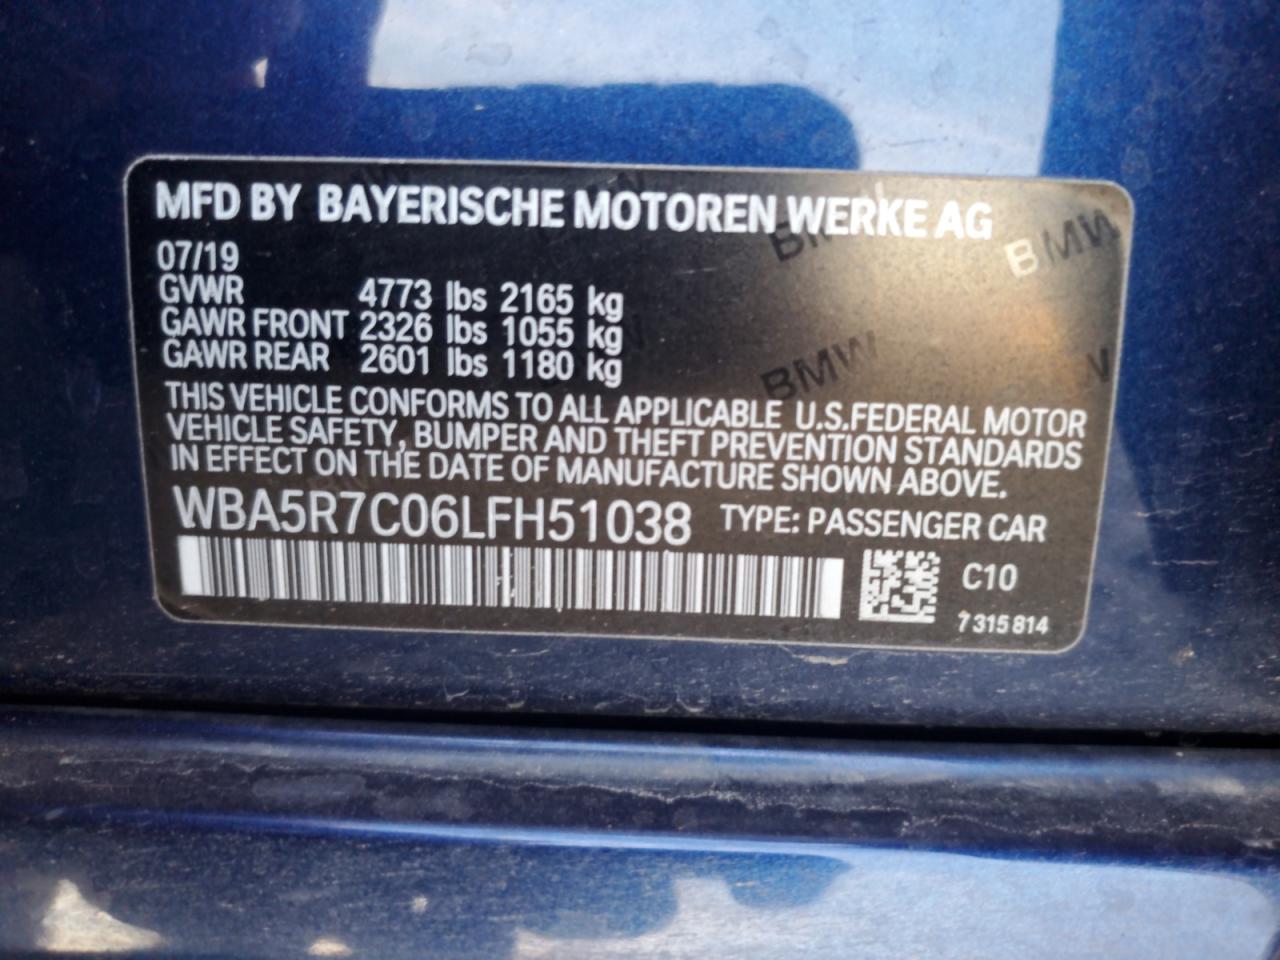 MFD BY BAYERISCHE MOTOREN WERKE AG
07/19
GVWR 4773 lbs 2165 kg
GAWR FRONT 2326 lbs 1055 kg
GAWR REAR 2601 lbs 1180 kg
THIS VEHICLE CONFORMS TO ALL APPLICABLE U.S.FEDERAL MOTOR
VEHICLE SAFETY, BUMPER AND THEFT PREVENTION STANDARDS
IN EFFECT ON THE DATE OF MANUFACTURE SHOWN ABOVE.
WBA5R7C06LFH51038 TYPE: PASSENGER CAR
C10
7 315 814
BMW
BMW
BMW